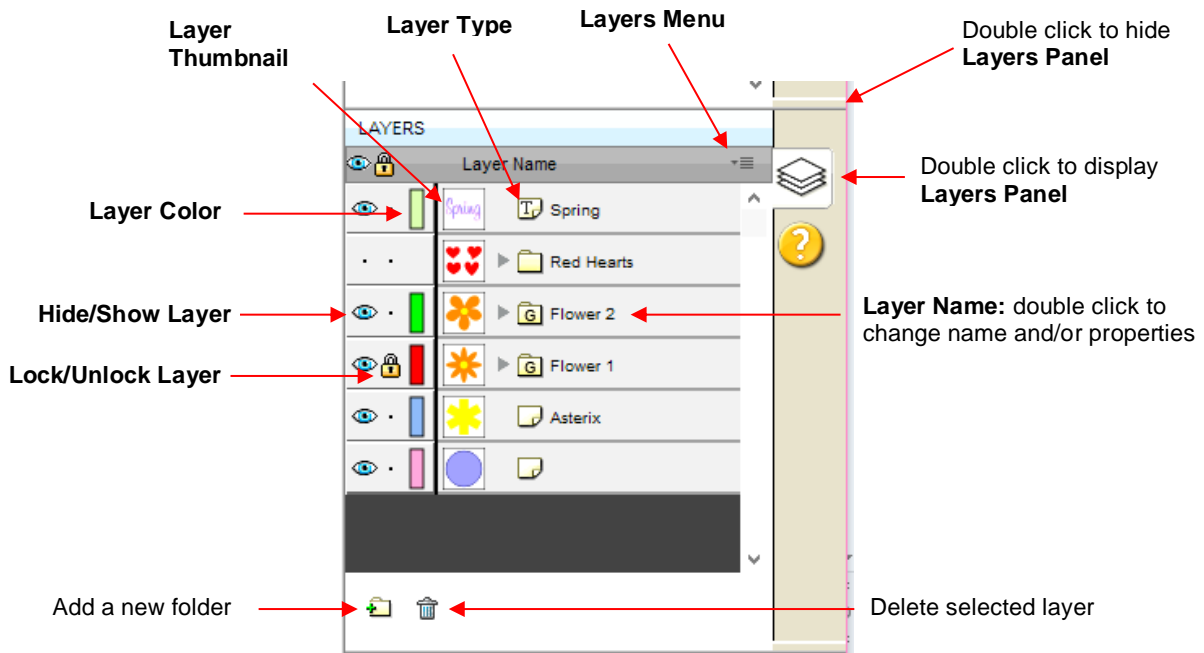 Layer
Thumbnail
Layer Type
Layers Menu
Double click to hide
Layers Panel
LAYERS
Layer Name
Double click to display
Layers Panel
Layer Color
Spring
T
Spring
Red Hearts
Hide/Show Layer
G
Flower 2
Layer Name: double click to
change name and/or properties
Lock/Unlock Layer
G
Flower 1
Asterix
?
Add a new folder
Delete selected layer